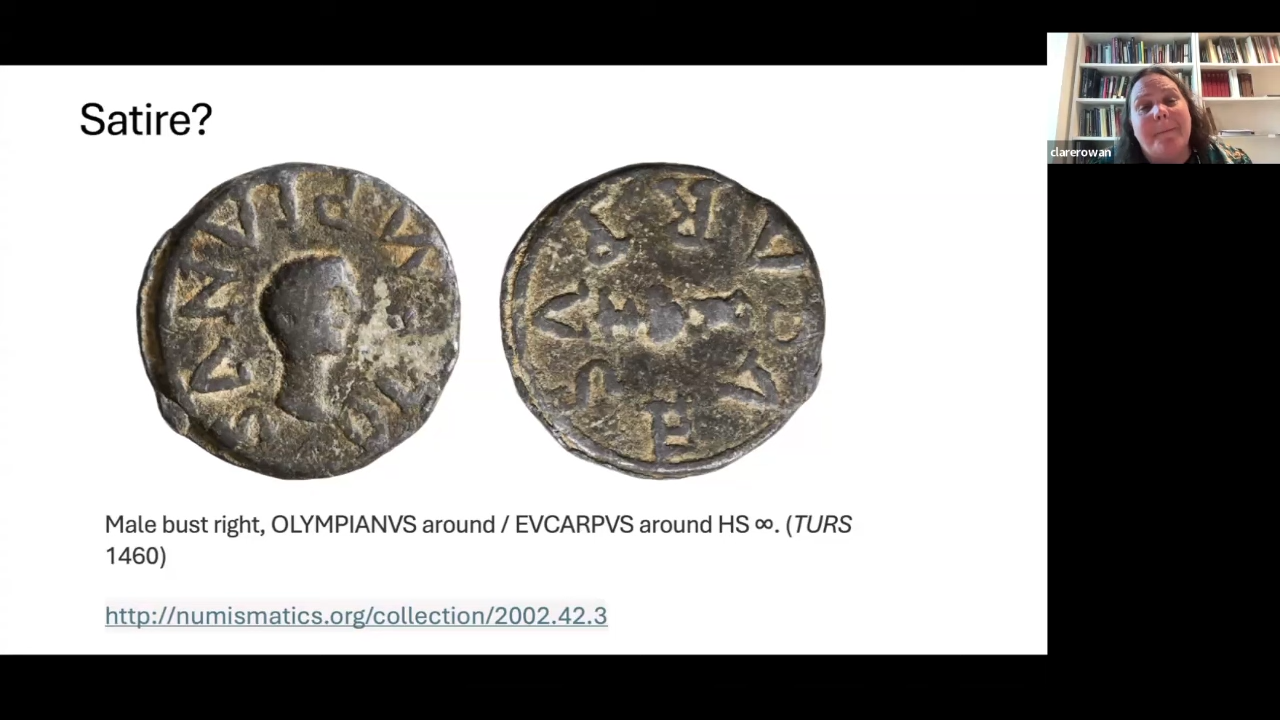 Satire?
clarerowan
Male bust right, OLYMPIANVS around / EVCARPVS around HS ∞. (TURS
1460)
http://numismatics.org/collection/2002.42.3